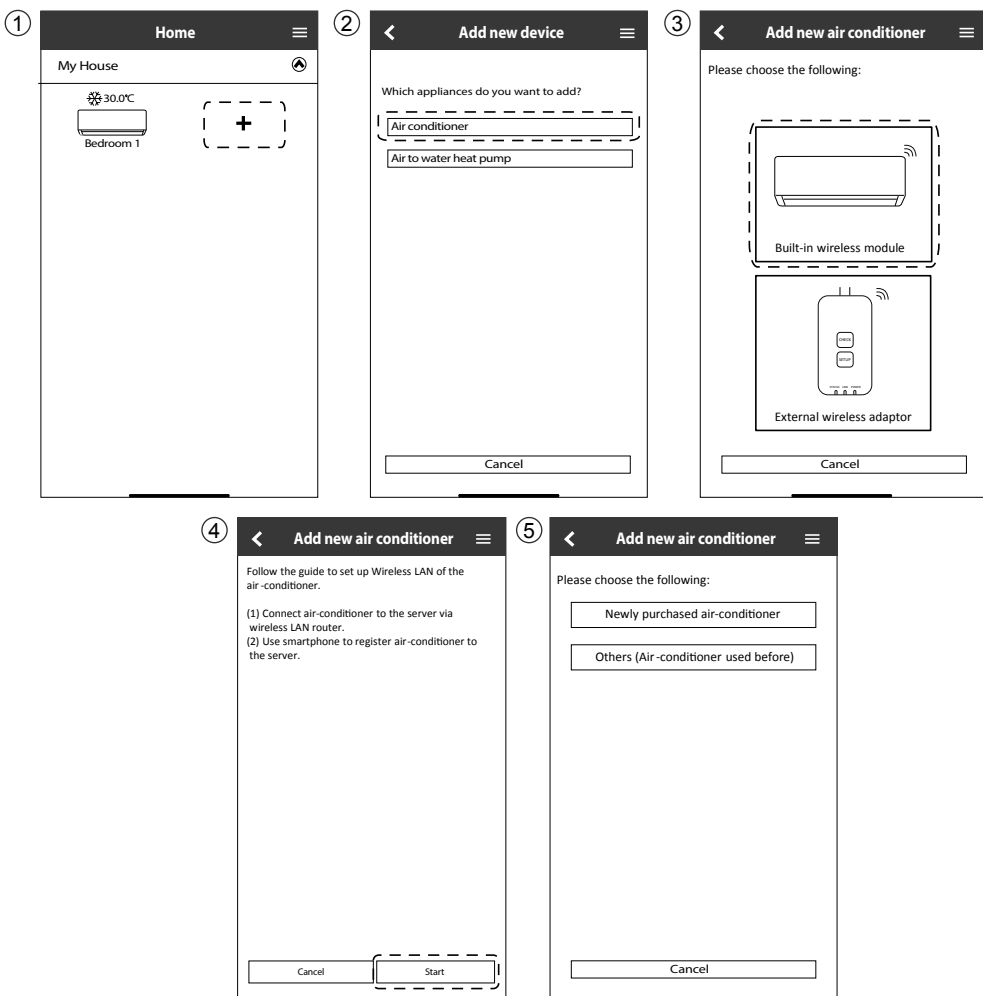 ①
Home
My House
30.0°C
+
Bedroom 1
②
Add new device
Which appliances do you want to add?
Air conditioner
Air to water heat pump
Cancel
③
Add new air conditioner
Please choose the following:
Built-in wireless module
CHECK
SETUP
External wireless adaptor
Cancel
④
Add new air conditioner
Follow the guide to set up Wireless LAN of the
air -conditioner.
(1) Connect air-conditioner to the server via
wireless LAN router.
(2) Use smartphone to register air-conditioner to
the server.
Cancel
Start
⑤
Add new air conditioner
Please choose the following:
Newly purchased air-conditioner
Others (Air -conditioner used before)
Cancel